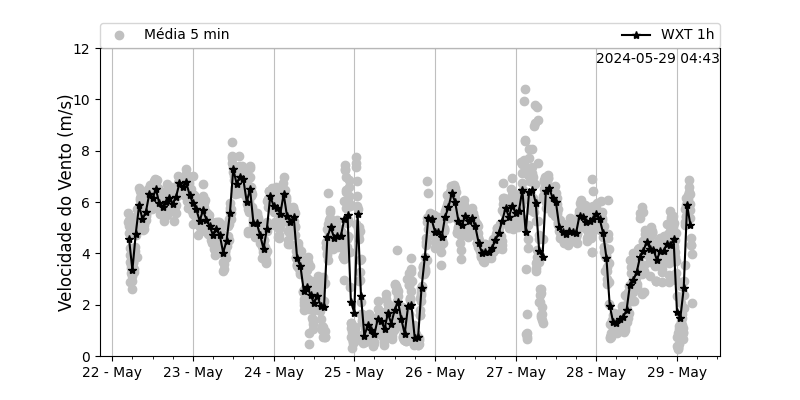 Média 5 min
WXT 1h
2024-05-29 04:43
Velocidade do Vento (m/s)
12
10
8
6
4
2
0
22 - May
23 - May
24 - May
25 - May
26 - May
27 - May
28 - May
29 - May